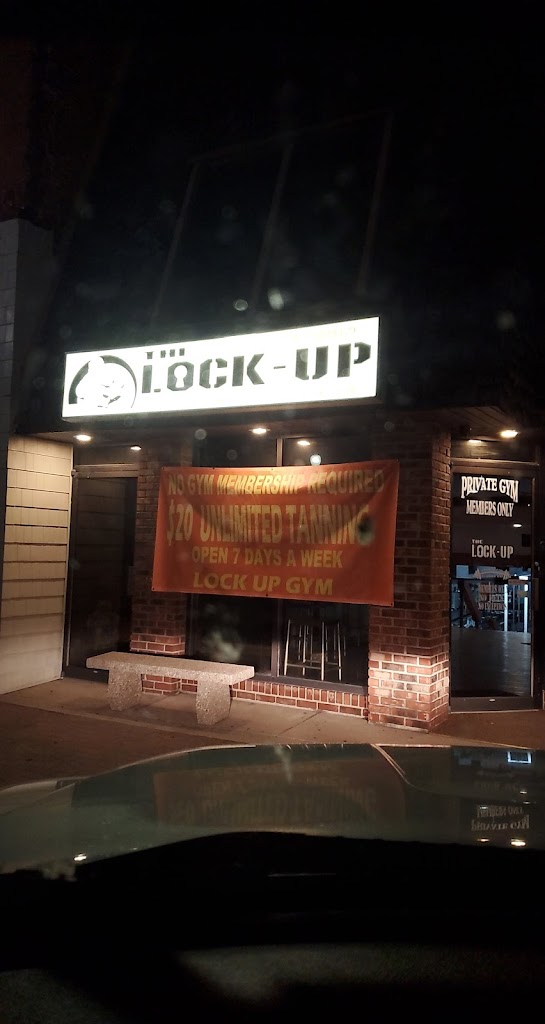 THE
LOCK-UP
NO GYM MEMBERSHIP REQUIRED
$20 UNLIMITED TANNING
OPEN 7 DAYS A WEEK
LOCK UP GYM
PRIVATE GYM
MEMBERS ONLY
THE
LOCK-UP